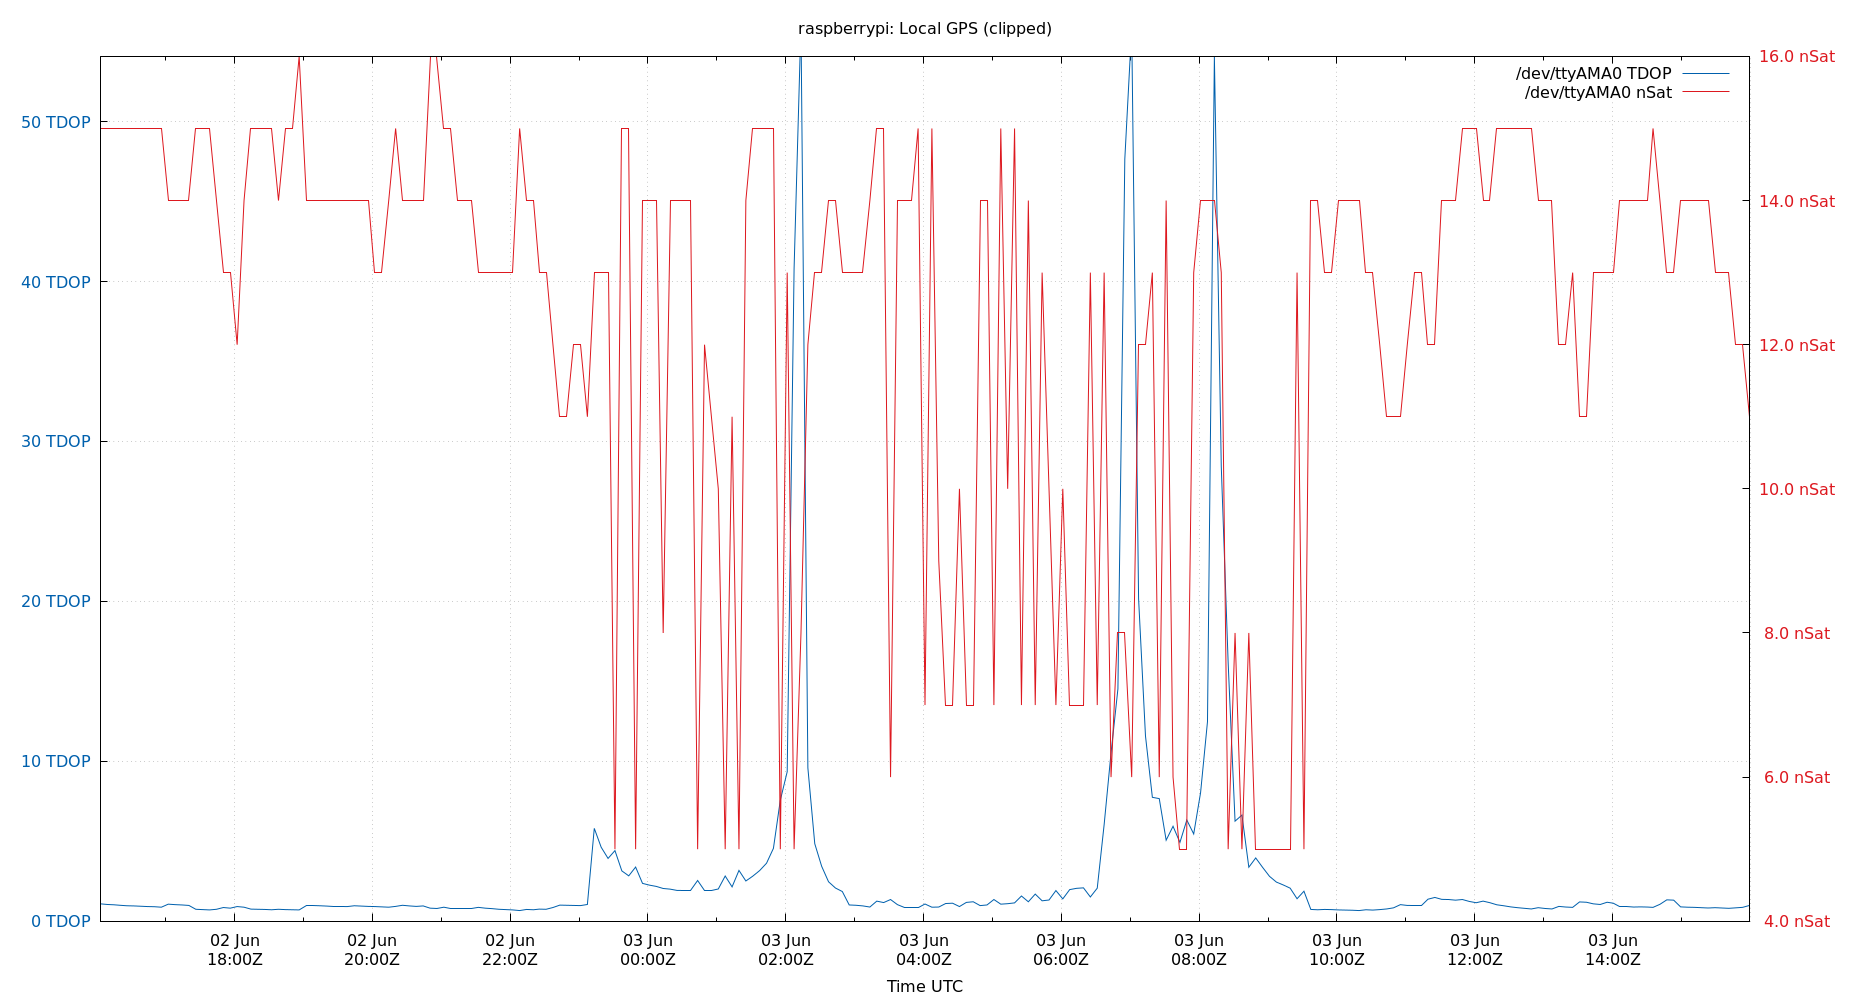 raspberrypi: Local GPS (clipped)
/dev/ttyAMA0 TDOP
/dev/ttyAMA0 nSat
50 TDOP
40 TDOP
30 TDOP
20 TDOP
10 TDOP
0 TDOP
16.0 nSat
14.0 nSat
12.0 nSat
10.0 nSat
8.0 nSat
6.0 nSat
4.0 nSat
02 Jun 02 Jun 02 Jun 03 Jun 03 Jun 03 Jun 03 Jun 03 Jun 03 Jun 03 Jun 03 Jun
18:00Z 20:00Z 22:00Z 00:00Z 02:00Z 04:00Z 06:00Z 08:00Z 10:00Z 12:00Z 14:00Z
Time UTC